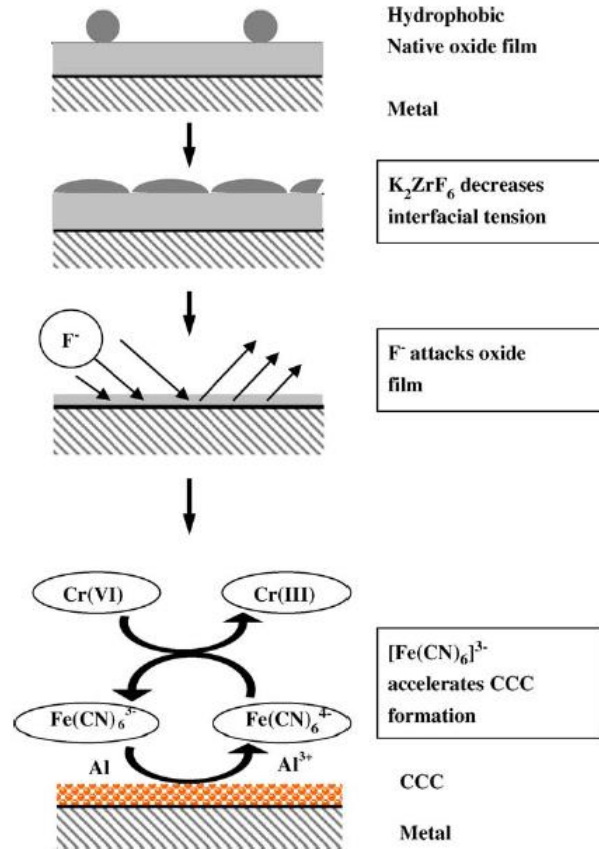 Hydrophobic
Native oxide film
Metal
K₂ZrF₆ decreases
interfacial tension
F⁻
F⁻ attacks oxide
film
Cr(VI)
Cr(III)
[Fe(CN)₆]³⁻
accelerates CCC
formation
Fe(CN)₆³⁻
Fe(CN)₆⁴⁻
Al
Al³⁺
CCC
Metal